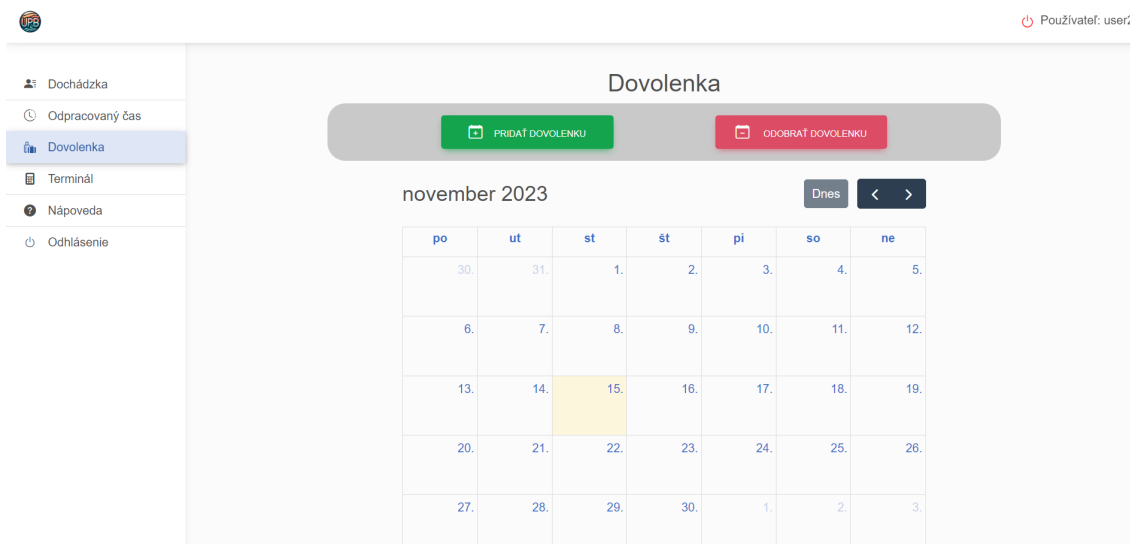 UPB
Používateľ: user2
Dochádzka
Odpracovaný čas
Dovolenka
Terminál
Nápoveda
Odhlásenie
Dovolenka
PRIDAŤ DOVOLENKU
ODOBRAŤ DOVOLENKU
november 2023
Dnes
po ut st št pi so ne
30. 31. 1. 2. 3. 4. 5.
6. 7. 8. 9. 10. 11. 12.
13. 14. 15. 16. 17. 18. 19.
20. 21. 22. 23. 24. 25. 26.
27. 28. 29. 30. 1. 2. 3.